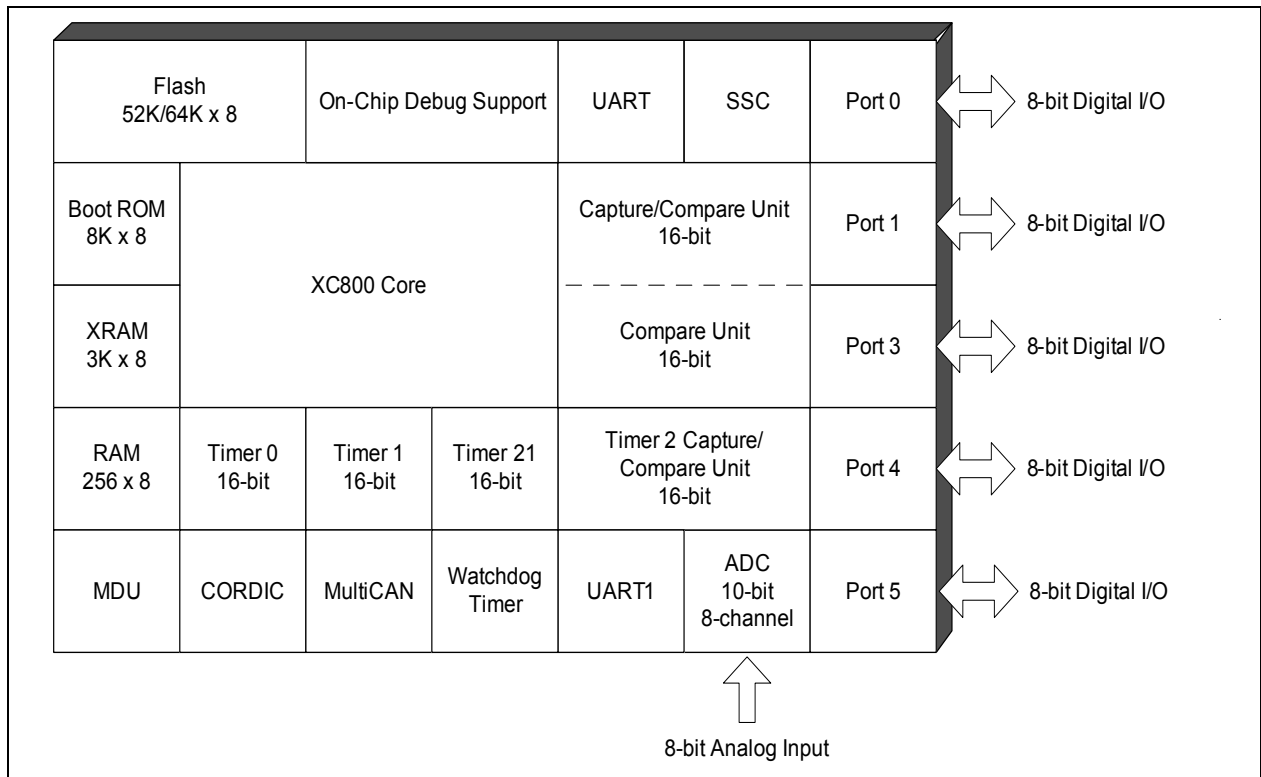 Flash
52K/64K x 8
On-Chip Debug Support
UART
SSC
Port 0
8-bit Digital I/O
Boot ROM
8K x 8
XC800 Core
Capture/Compare Unit
16-bit
Port 1
8-bit Digital I/O
XRAM
3K x 8
Compare Unit
16-bit
Port 3
8-bit Digital I/O
RAM
256 x 8
Timer 0
16-bit
Timer 1
16-bit
Timer 21
16-bit
Timer 2 Capture/
Compare Unit
16-bit
Port 4
8-bit Digital I/O
MDU
CORDIC
MultiCAN
Watchdog
Timer
UART1
ADC
10-bit
8-channel
Port 5
8-bit Digital I/O
8-bit Analog Input